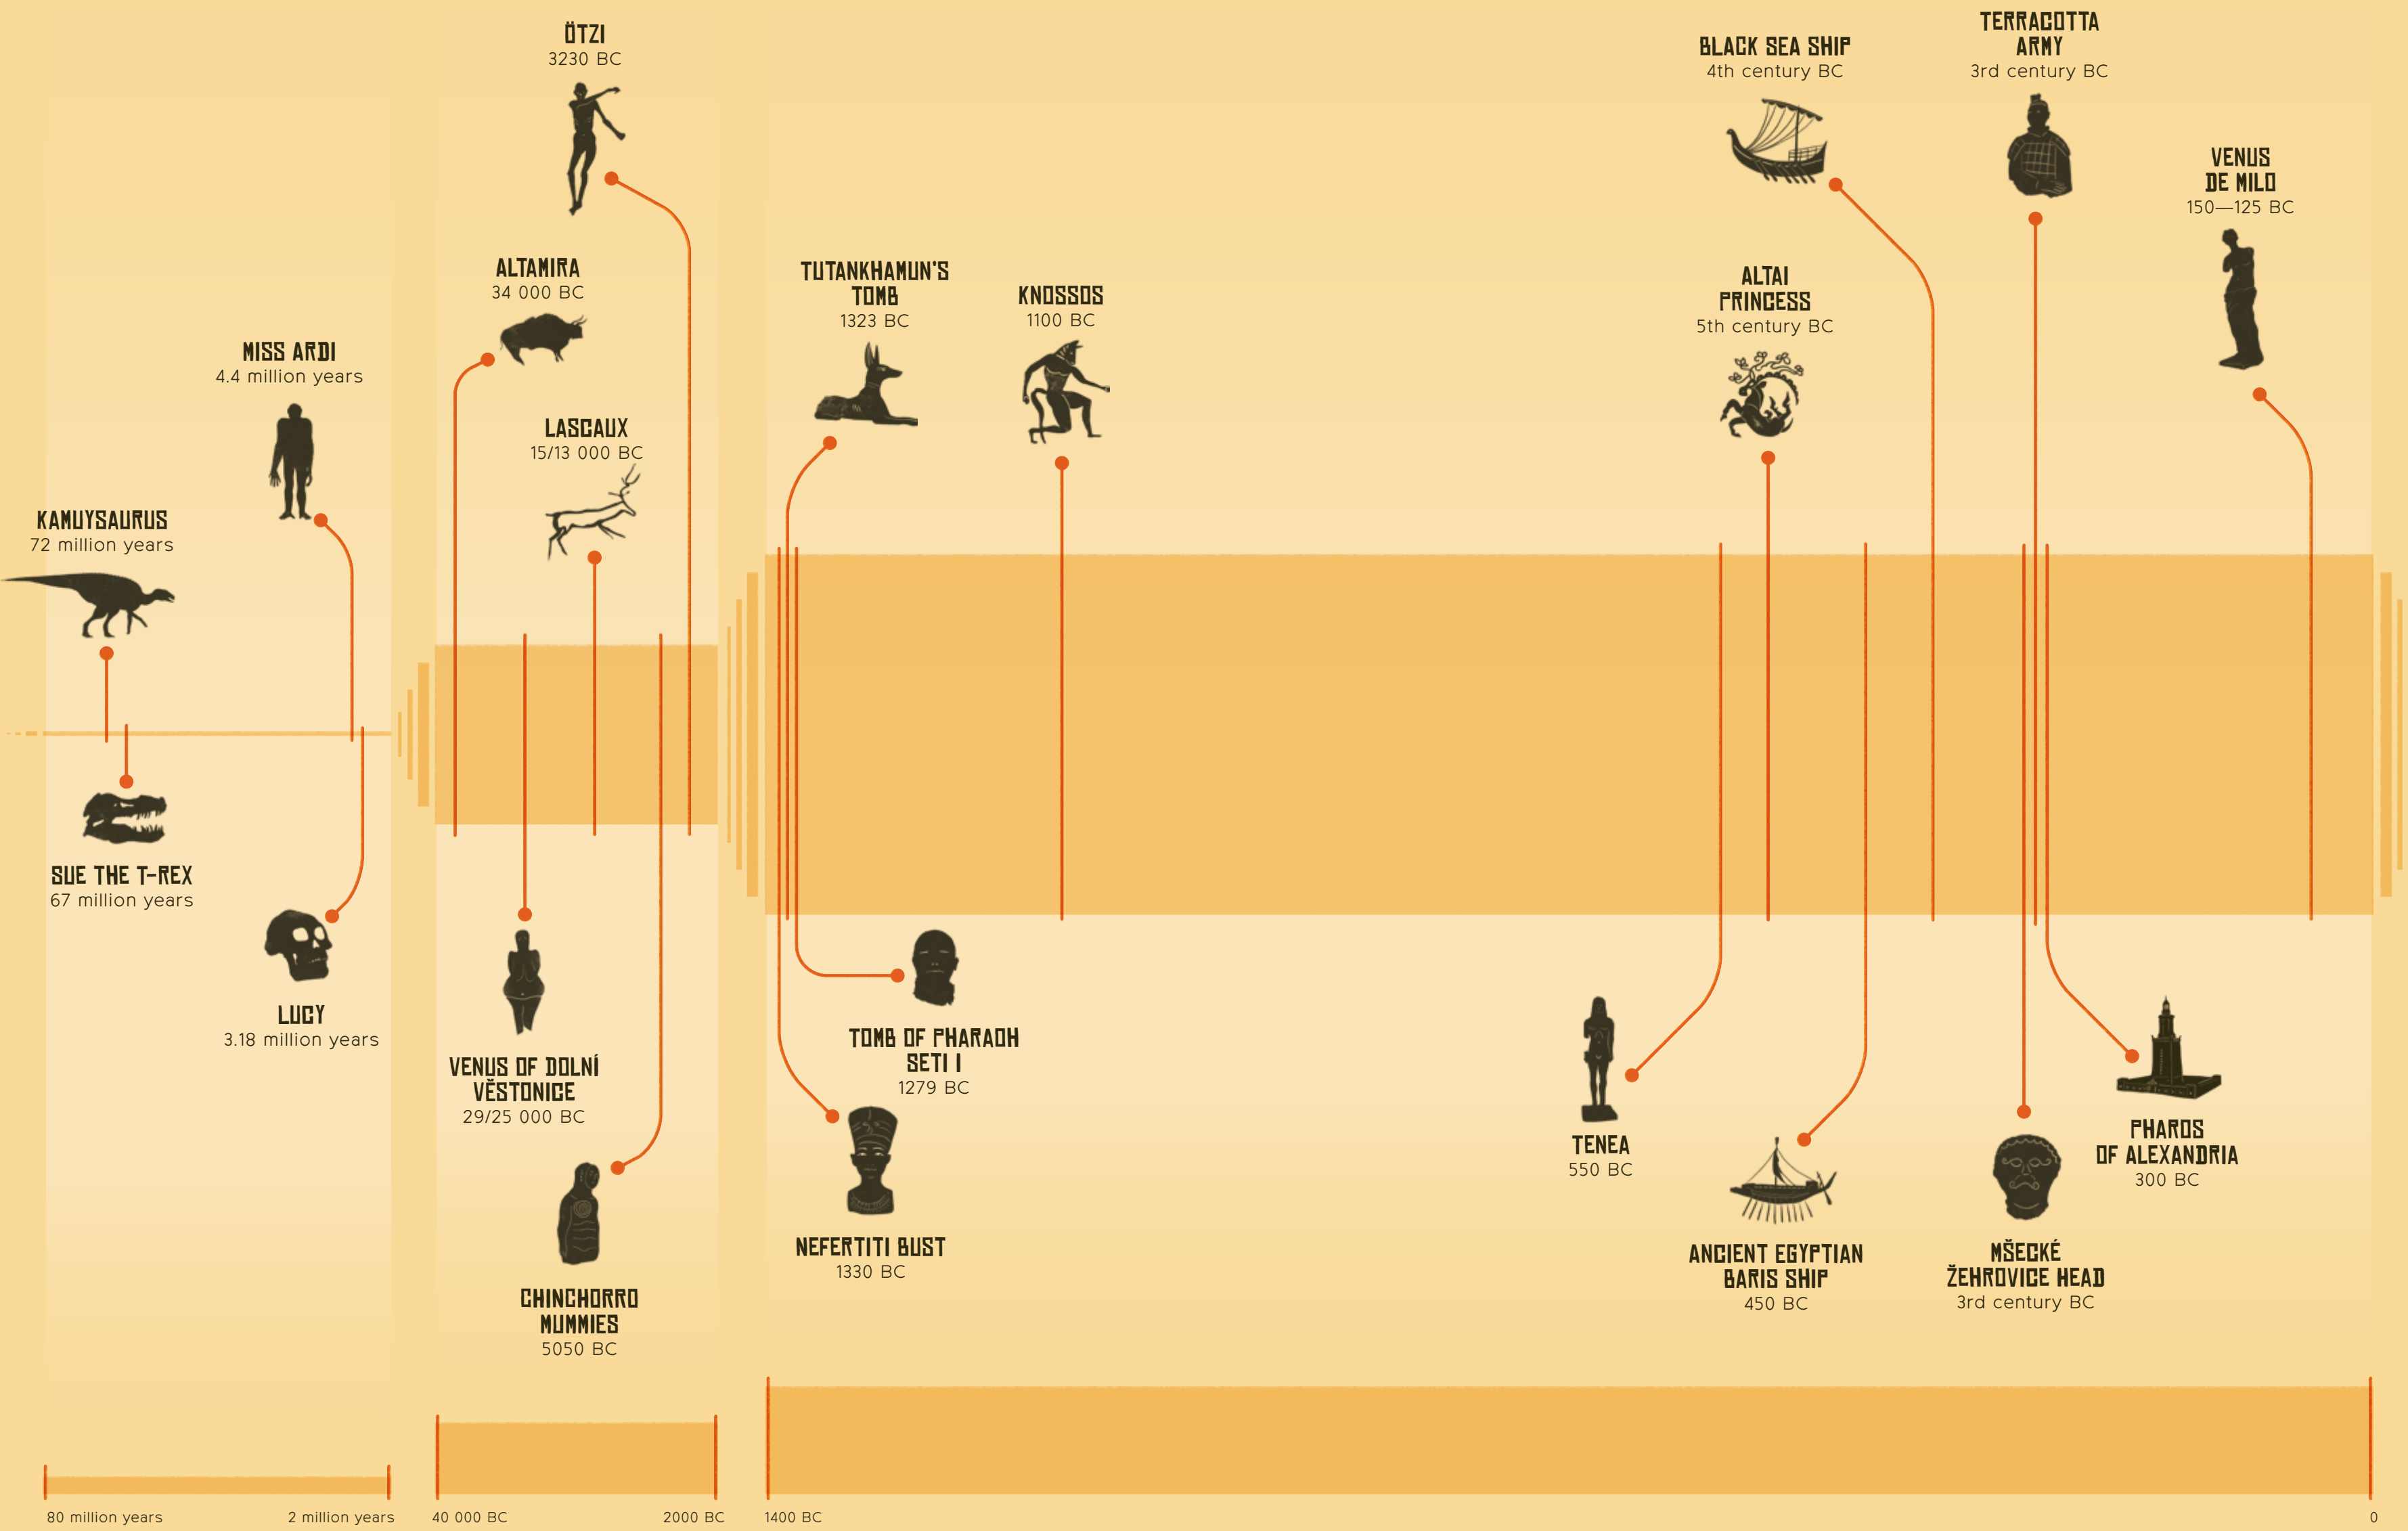 KAMUYSAURUS
72 million years
SUE THE T-REX
67 million years
MISS ARDI
4.4 million years
LUCY
3.18 million years
ÖTZI
3230 BC
ALTAMIRA
34 000 BC
LASCAUX
15/13 000 BC
VENUS OF DOLNÍ
VĚSTONICE
29/25 000 BC
CHINCHORRO
MUMMIES
5050 BC
TUTANKHAMUN'S
TOMB
1323 BC
KNOSSOS
1100 BC
TOMB OF PHARAOH
SETI I
1279 BC
NEFERTITI BUST
1330 BC
BLACK SEA SHIP
4th century BC
ALTAI
PRINCESS
5th century BC
TERRACOTTA
ARMY
3rd century BC
VENUS
DE MILO
150—125 BC
TENEA
550 BC
ANCIENT EGYPTIAN
BARIS SHIP
450 BC
MŠECKÉ
ŽEHROVICE HEAD
3rd century BC
PHAROS
OF ALEXANDRIA
300 BC
80 million years
2 million years
40 000 BC
2000 BC
1400 BC
0